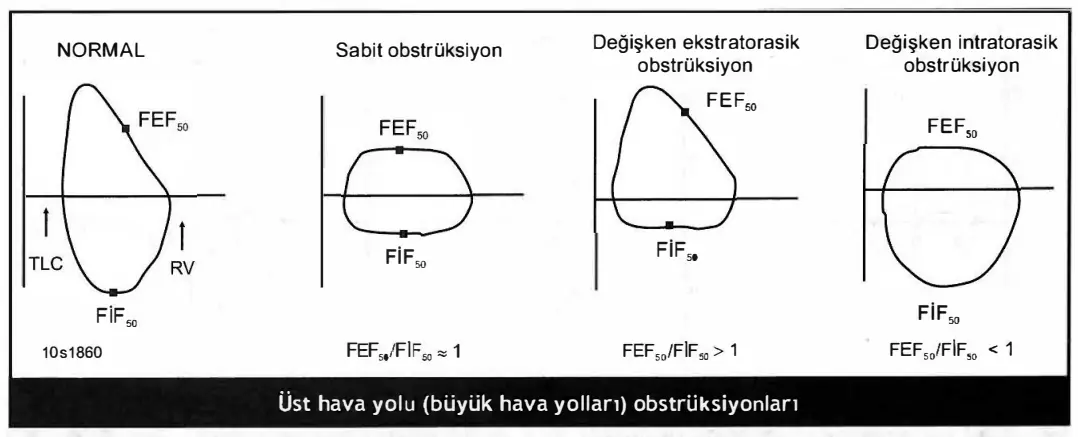 NORMAL
FEF50
TLC
RV
FİF50
10s1860
Sabit obstrüksiyon
FEF50
FİF50
FEF50/FİF50 ≈ 1
Değişken ekstratorasik
obstrüksiyon
FEF50
FİF50
FEF50/FİF50 > 1
Değişken intratorasik
obstrüksiyon
FEF50
FİF50
FEF50/FİF50 < 1
Üst hava yolu (büyük hava yolları) obstrüksiyonları